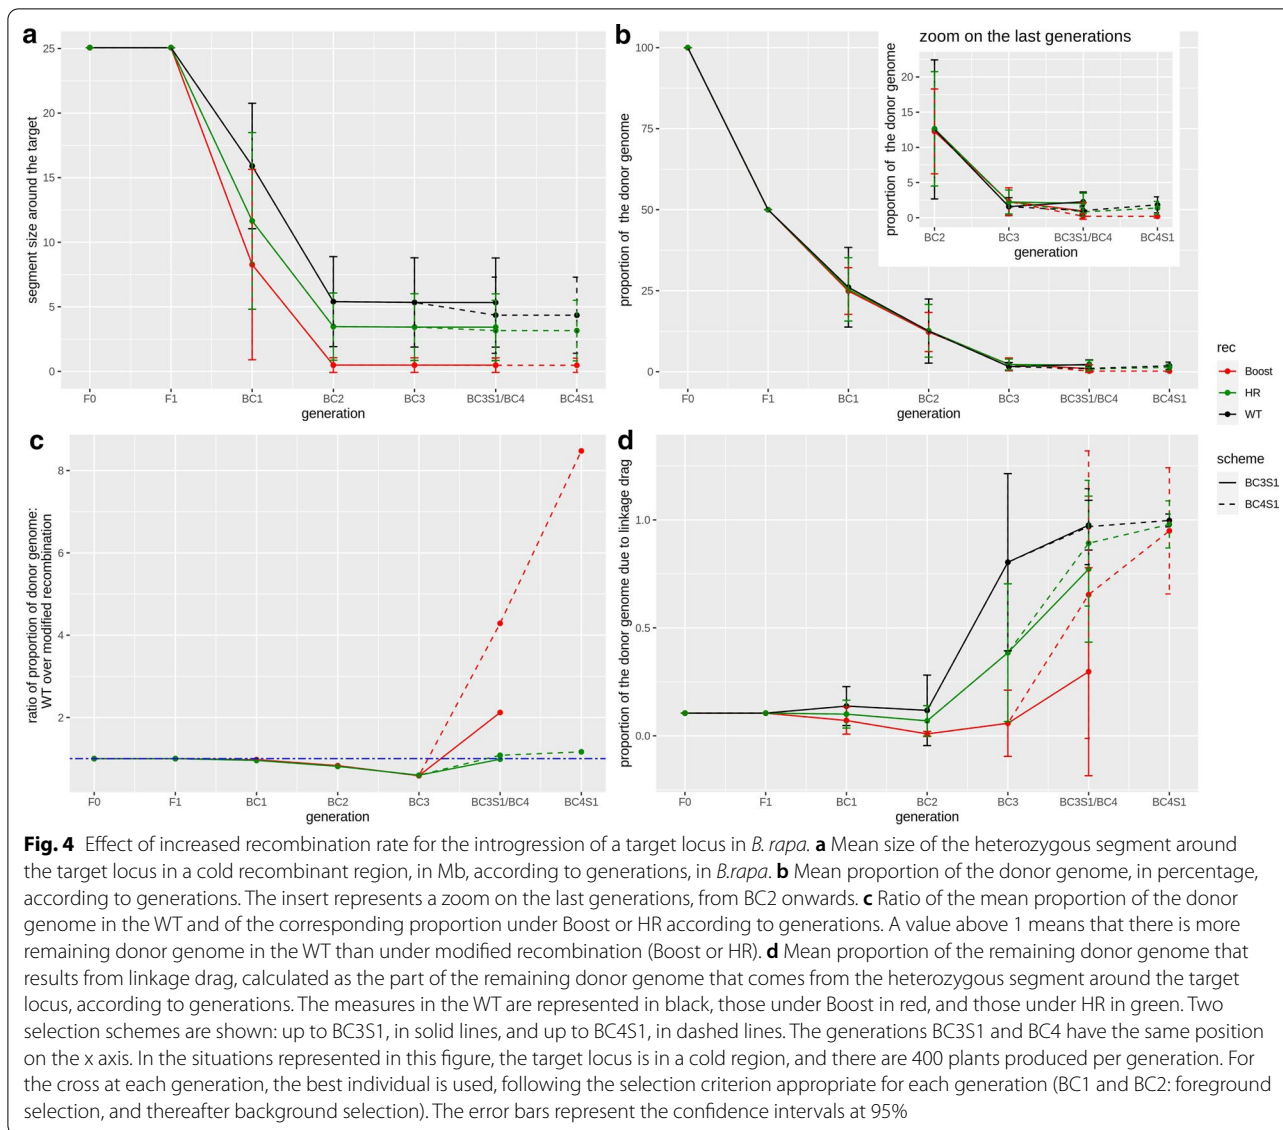 a
25
20
15
10
5
0
segment size around the target
F0 F1 BC1 BC2 BC3 BC3S1/BC4 BC4S1
generation
b
100
75
50
25
0
proportion of the donor genome
F0 F1 BC1 BC2 BC3 BC3S1/BC4 BC4S1
generation
zoom on the last generations
20
15
10
5
0
proportion of the donor genome
BC2 BC3 BC3S1/BC4 BC4S1
generation
rec
Boost
HR
WT
scheme
BC3S1
BC4S1
c
8
6
4
2
ratio of proportion of donor genome:
WT over modified recombination
F0 F1 BC1 BC2 BC3 BC3S1/BC4 BC4S1
generation
d
1.0
0.5
0.0
proportion of the donor genome due to linkage drag
F0 F1 BC1 BC2 BC3 BC3S1/BC4 BC4S1
generation
Fig. 4 Effect of increased recombination rate for the introgression of a target locus in B. rapa. a Mean size of the heterozygous segment around
the target locus in a cold recombinant region, in Mb, according to generations, in B.rapa. b Mean proportion of the donor genome, in percentage,
according to generations. The insert represents a zoom on the last generations, from BC2 onwards. c Ratio of the mean proportion of the donor
genome in the WT and of the corresponding proportion under Boost or HR according to generations. A value above 1 means that there is more
remaining donor genome in the WT than under modified recombination (Boost or HR). d Mean proportion of the remaining donor genome that
results from linkage drag, calculated as the part of the remaining donor genome that comes from the heterozygous segment around the target
locus, according to generations. The measures in the WT are represented in black, those under Boost in red, and those under HR in green. Two
selection schemes are shown: up to BC3S1, in solid lines, and up to BC4S1, in dashed lines. The generations BC3S1 and BC4 have the same position
on the x axis. In the situations represented in this figure, the target locus is in a cold region, and there are 400 plants produced per generation. For
the cross at each generation, the best individual is used, following the selection criterion appropriate for each generation (BC1 and BC2: foreground
selection, and thereafter background selection). The error bars represent the confidence intervals at 95%